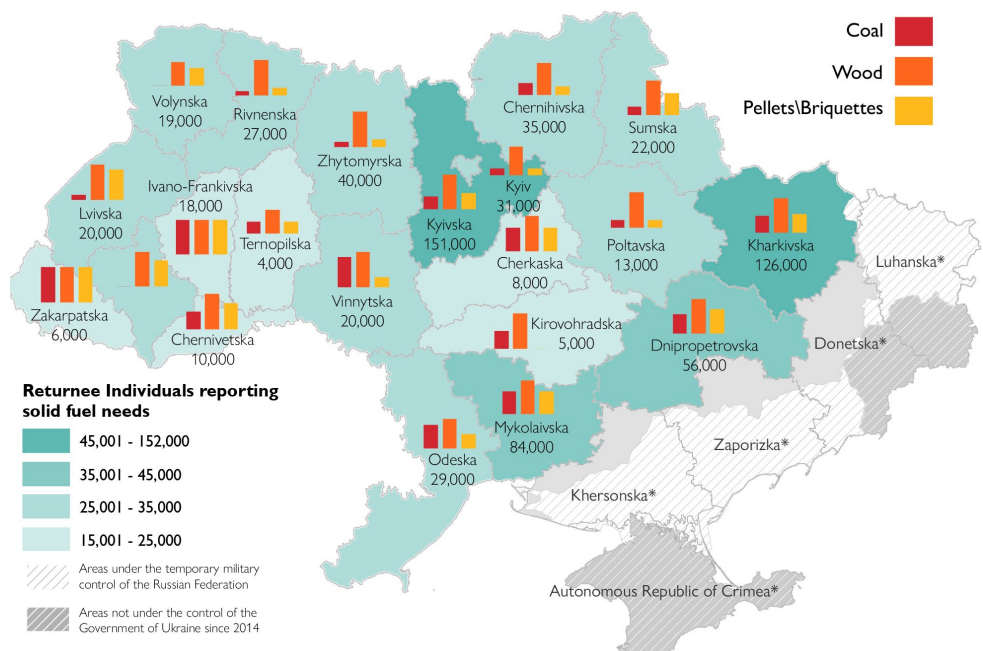 Coal
Wood
Pellets\Briquettes
Volynska
19,000
Rivnenska
27,000
Zhytomyrska
40,000
Chernihivska
35,000
Sumska
22,000
Lvivska
20,000
Ivano-Frankivska
18,000
Ternopilska
4,000
Kyivska
151,000
Kyiv
31,000
Cherkaska
8,000
Poltavska
13,000
Kharkivska
126,000
Luhanska*
Zakarpatska
6,000
Chernivetska
10,000
Vinnytska
20,000
Kirovohradska
5,000
Dnipropetrovska
56,000
Donetska*
Mykolaivska
84,000
Odeska
29,000
Zaporizka*
Khersonska*
Autonomous Republic of Crimea*
Returnee Individuals reporting
solid fuel needs
45,001 - 152,000
35,001 - 45,000
25,001 - 35,000
15,001 - 25,000
Areas under the temporary military
control of the Russian Federation
Areas not under the control of the
Government of Ukraine since 2014